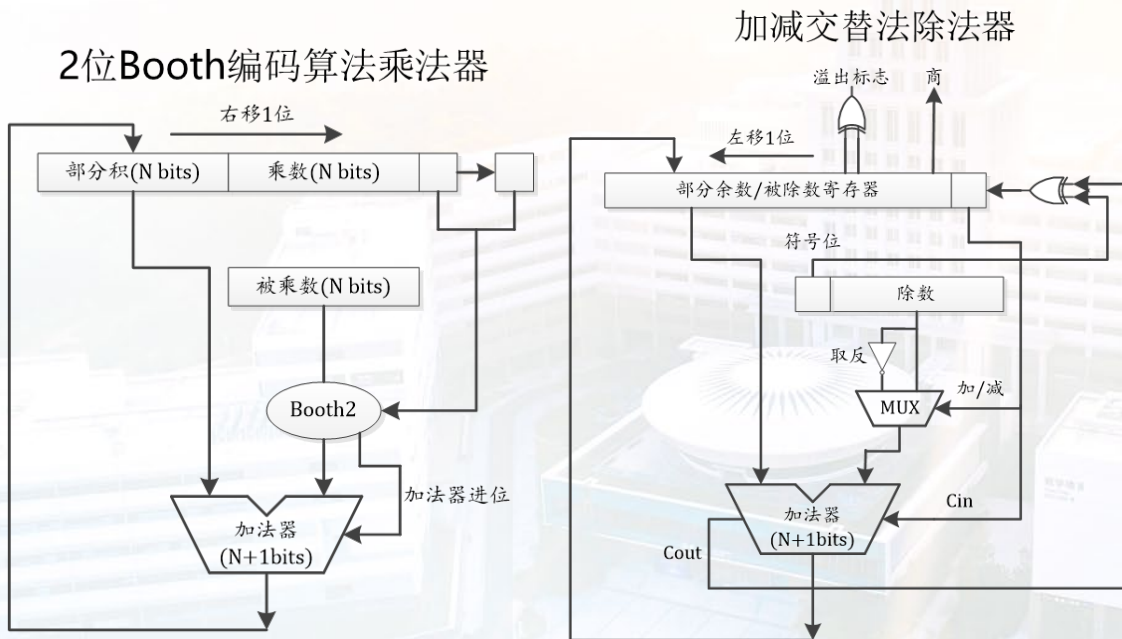 2位Booth编码算法乘法器
右移1位
部分积(N bits)
乘数(N bits)
被乘数(N bits)
Booth2
加法器进位
加法器
(N+1bits)
加减交替法除法器
溢出标志
商
左移1位
部分余数/被除数寄存器
符号位
除数
取反
加/减
MUX
Cin
加法器
(N+1bits)
Cout